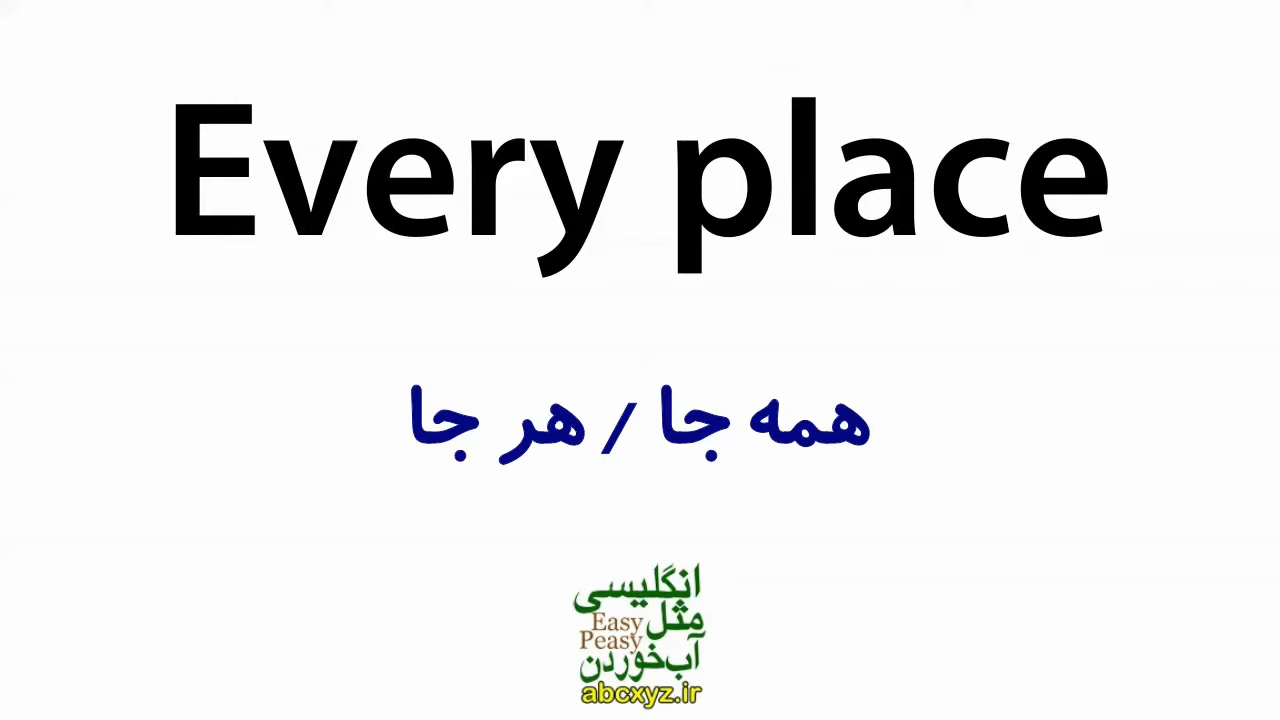 Every place
همه جا / هر جا
انگلیسی
مثل
Easy
Peasy
آب‌خوردن
abcxyz.ir